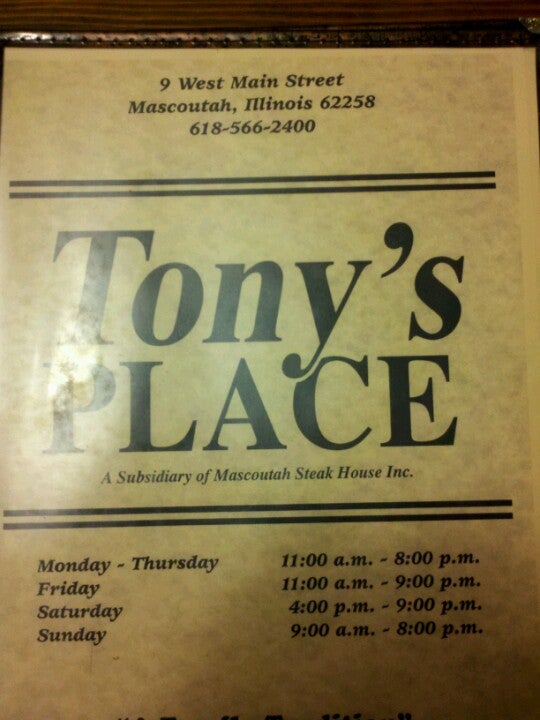 9 West Main Street
Mascoutah, Illinois 62258
618-566-2400
Tony's
PLACE
A Subsidiary of Mascoutah Steak House Inc.
Monday - Thursday 11:00 a.m. - 8:00 p.m.
Friday 11:00 a.m. - 9:00 p.m.
Saturday 4:00 p.m. - 9:00 p.m.
Sunday 9:00 a.m. - 8:00 p.m.
"A Family Tradition"